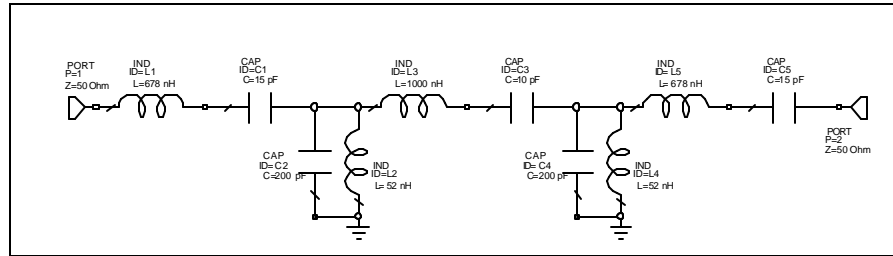 PORT
P=1
Z=50 Ohm
IND
ID=L1
L=678 nH
CAP
ID=C1
C=15 pF
IND
ID=L3
L=1000 nH
CAP
ID=C3
C=10 pF
IND
ID=L5
L=678 nH
CAP
ID=C5
C=15 pF
CAP
ID=C2
C=200 pF
IND
ID=L2
L=52 nH
CAP
ID=C4
C=200 pF
IND
ID=L4
L=52 nH
PORT
P=2
Z=50 Ohm